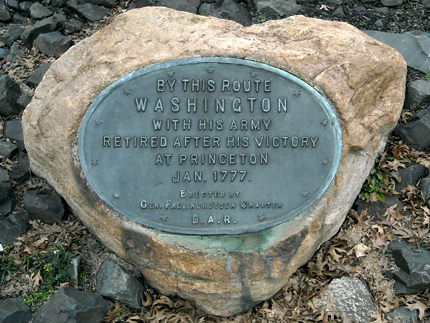 BY THIS ROUTE
WASHINGTON
WITH HIS ARMY
RETIRED AFTER HIS VICTORY
AT PRINCETON
JAN. 1777.
ERECTED BY
GEN. FRELINGHUYSEN CHAPTER
D.A.R.